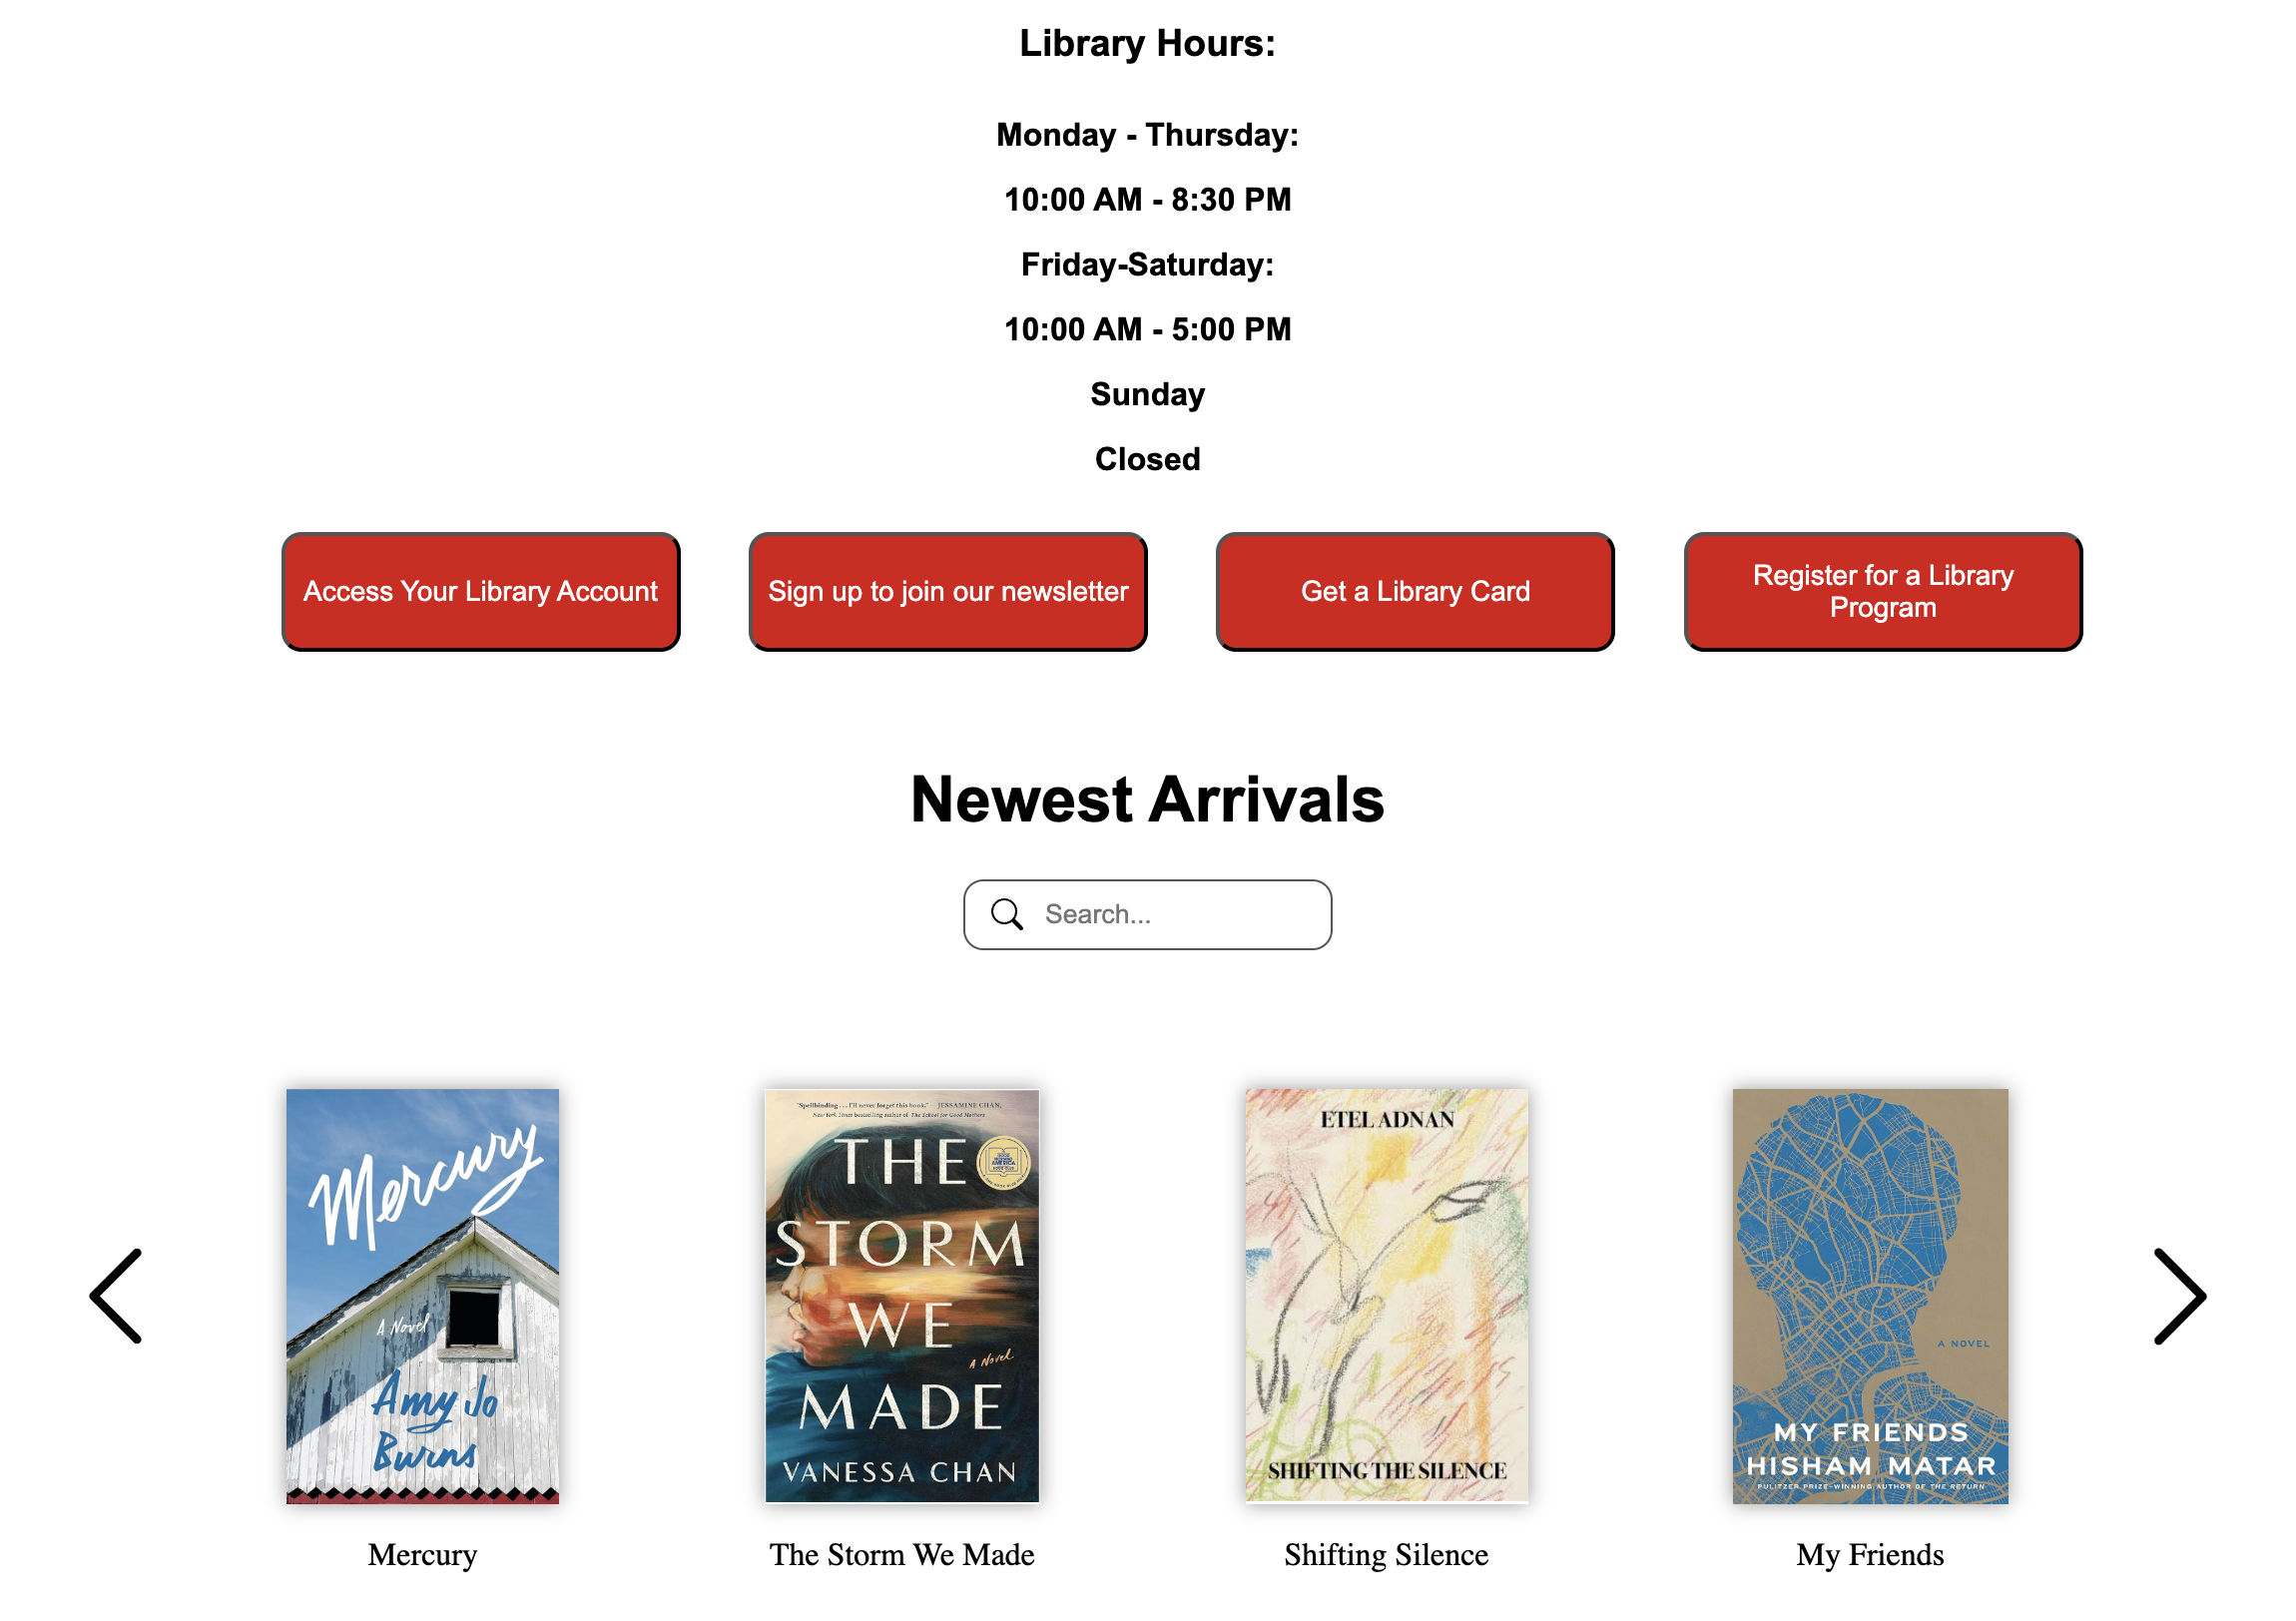 Library Hours:
Monday - Thursday:
10:00 AM - 8:30 PM
Friday-Saturday:
10:00 AM - 5:00 PM
Sunday
Closed
Access Your Library Account
Sign up to join our newsletter
Get a Library Card
Register for a Library
Program
Newest Arrivals
Search...
Mercury
A Novel
Amy Jo
Burns
"Spellbinding . . . I'll never forget this book." —JESSAMINE CHAN,
New York Times bestselling author of The School for Good Mothers
THE
GOOD MORNING AMERICA BOOK CLUB
STORM
WE
A Novel
MADE
VANESSA CHAN
ETEL ADNAN
SHIFTING THE SILENCE
A NOVEL
MY FRIENDS
HISHAM MATAR
PULITZER PRIZE-WINNING AUTHOR OF THE RETURN
Mercury
The Storm We Made
Shifting Silence
My Friends